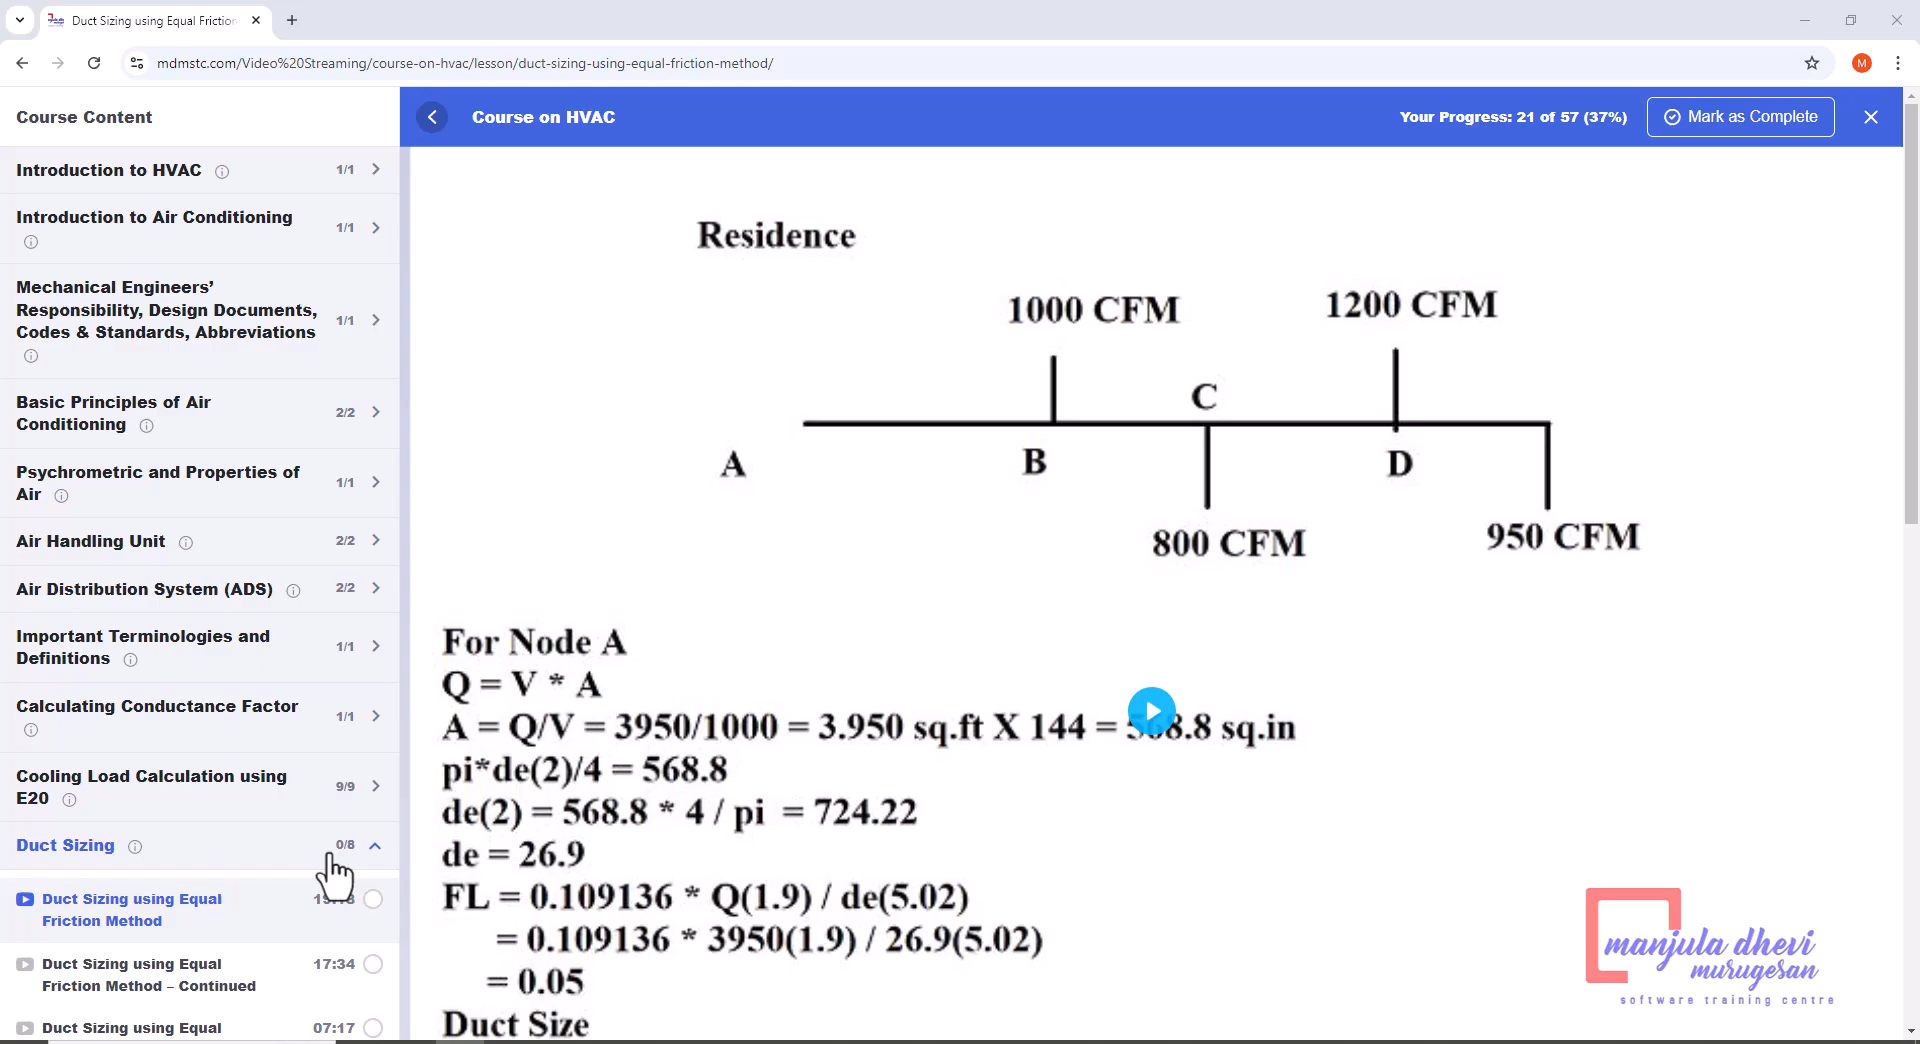 Duct Sizing using Equal Friction
mdmstc.com/Video%20Streaming/course-on-hvac/lesson/duct-sizing-using-equal-friction-method/
M
Course Content
Course on HVAC
Your Progress: 21 of 57 (37%)
Mark as Complete
Introduction to HVAC
1/1
Introduction to Air Conditioning
1/1
Mechanical Engineers’
Responsibility, Design Documents,
Codes & Standards, Abbreviations
1/1
Basic Principles of Air
Conditioning
2/2
Psychrometric and Properties of
Air
1/1
Air Handling Unit
2/2
Air Distribution System (ADS)
2/2
Important Terminologies and
Definitions
1/1
Calculating Conductance Factor
1/1
Cooling Load Calculation using
E20
9/9
Duct Sizing
0/8
Duct Sizing using Equal
Friction Method
Duct Sizing using Equal
Friction Method – Continued
17:34
Duct Sizing using Equal
07:17
Residence
1000 CFM
1200 CFM
C
A
B
D
800 CFM
950 CFM
For Node A
Q = V * A
A = Q/V = 3950/1000 = 3.950 sq.ft X 144 = 568.8 sq.in
pi*de(2)/4 = 568.8
de(2) = 568.8 * 4 / pi = 724.22
de = 26.9
FL = 0.109136 * Q(1.9) / de(5.02)
= 0.109136 * 3950(1.9) / 26.9(5.02)
= 0.05
Duct Size
manjula dhevi
murugesan
software training centre